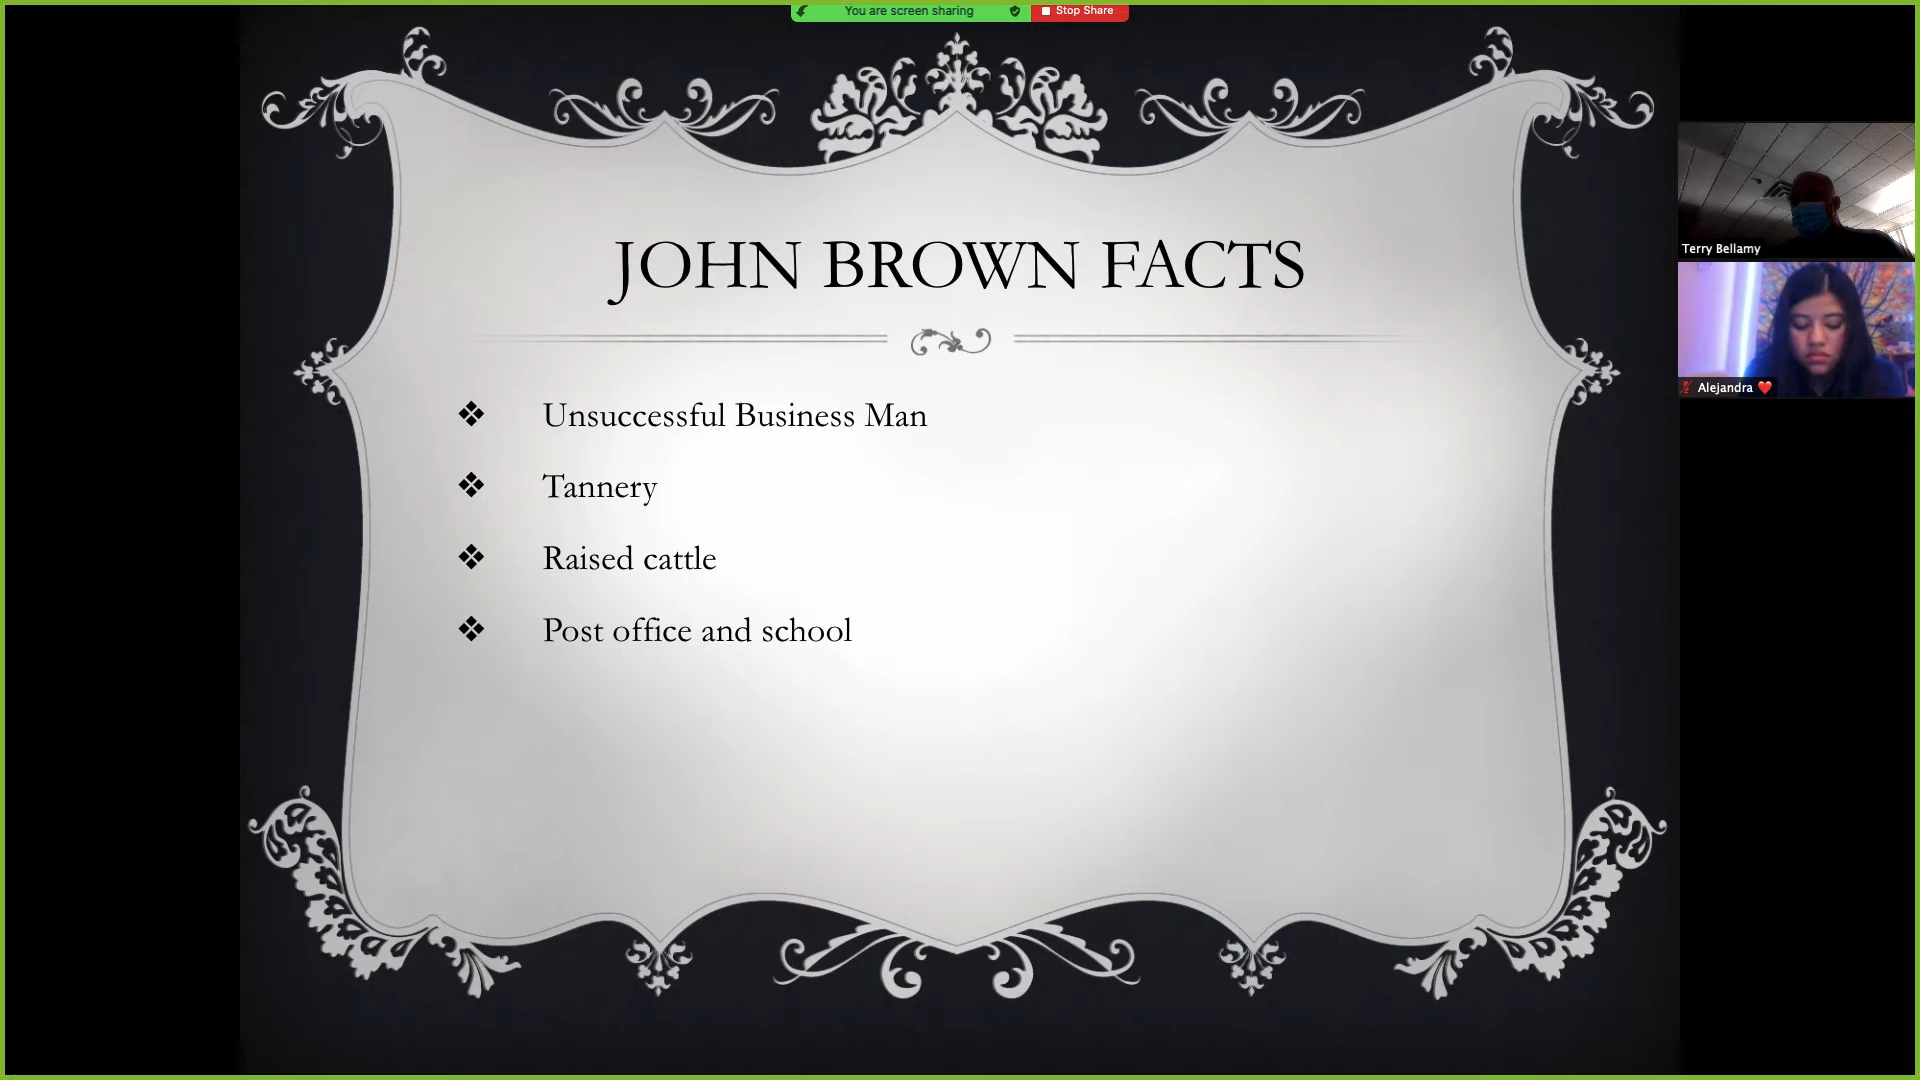 You are screen sharing
Stop Share
JOHN BROWN FACTS
Unsuccessful Business Man
Tannery
Raised cattle
Post office and school
Terry Bellamy
Alejandra ❤️